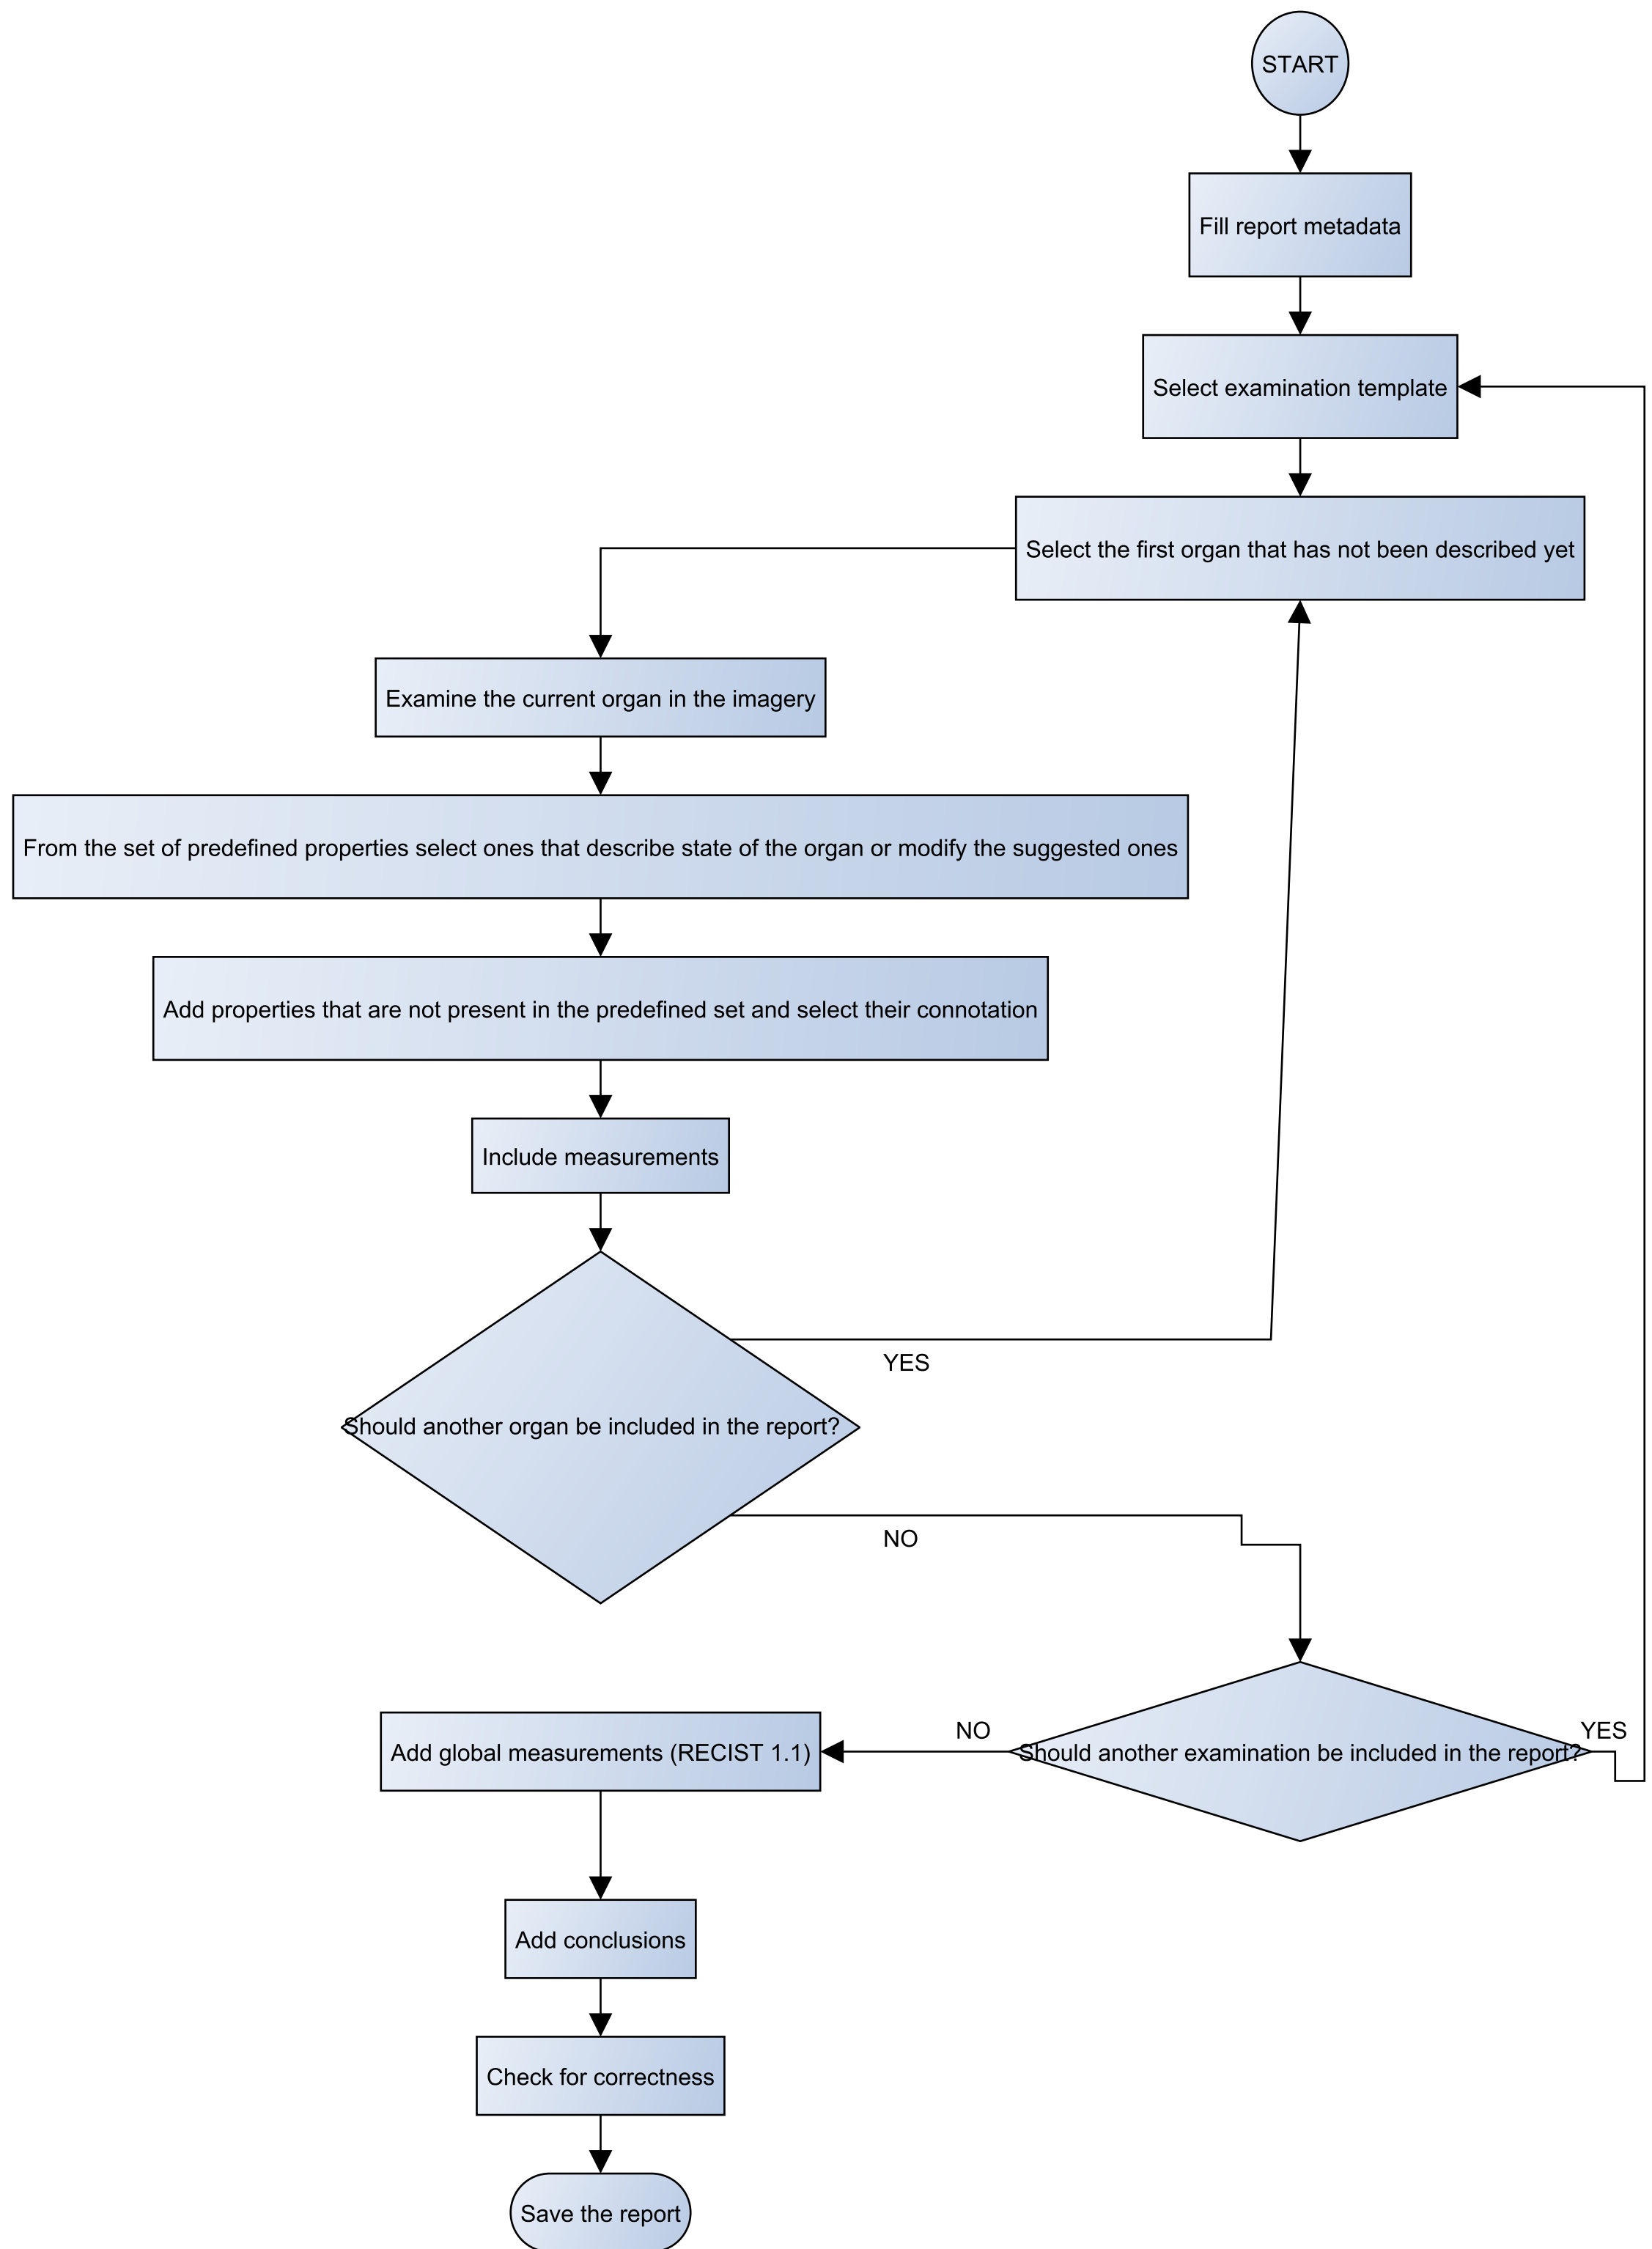 START
Fill report metadata
Select examination template
Select the first organ that has not been described yet
Examine the current organ in the imagery
From the set of predefined properties select ones that describe state of the organ or modify the suggested ones
Add properties that are not present in the predefined set and select their connotation
Include measurements
YES
Should another organ be included in the report?
NO
NO
YES
Add global measurements (RECIST 1.1)
Should another examination be included in the report?
Add conclusions
Check for correctness
Save the report